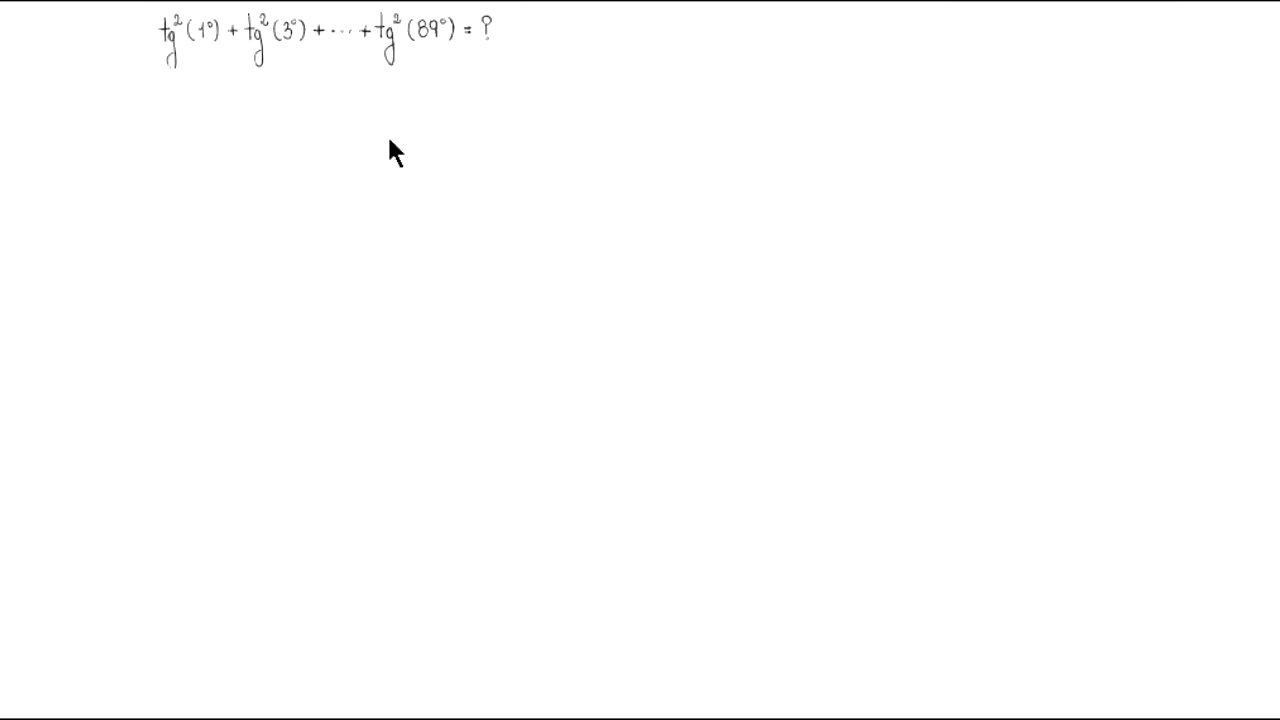 tg²(1°) + tg²(3°) + ··· + tg²(89°) = ?